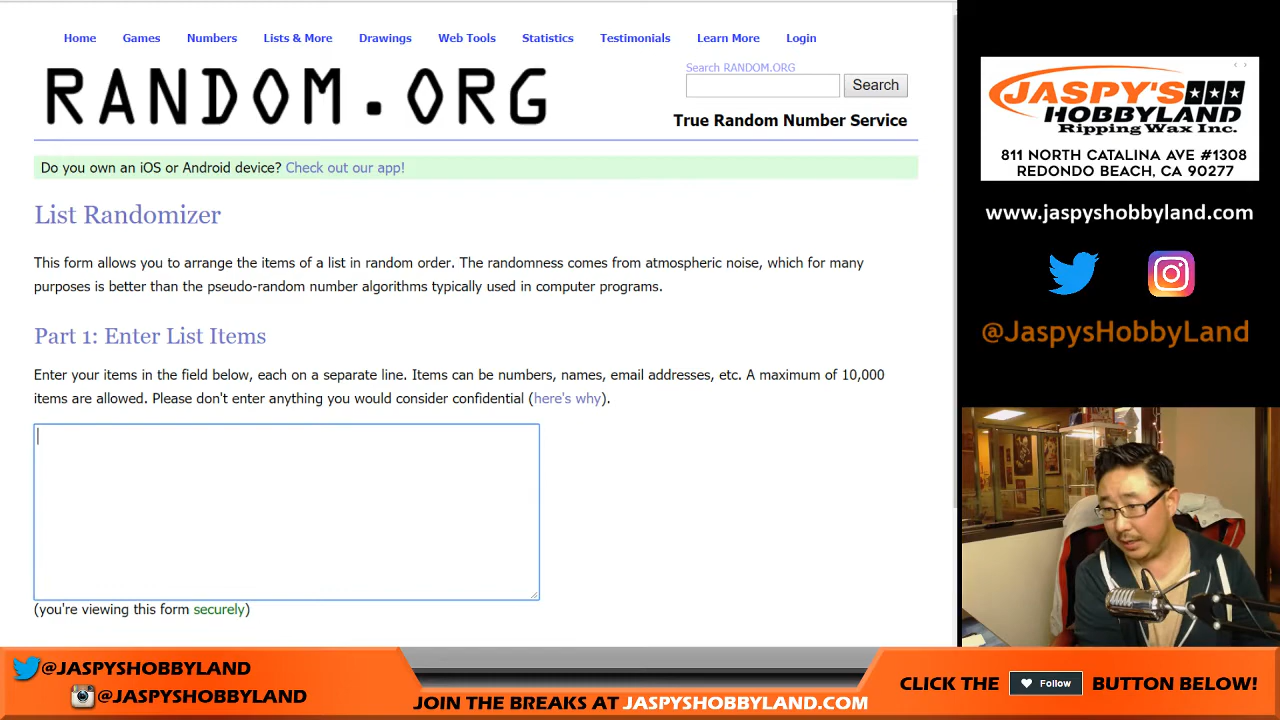 Home Games Numbers Lists & More Drawings Web Tools Statistics Testimonials Learn More Login
RANDOM.ORG
Search RANDOM.ORG
Search
True Random Number Service
Do you own an iOS or Android device? Check out our app!
List Randomizer
This form allows you to arrange the items of a list in random order. The randomness comes from atmospheric noise, which for many
purposes is better than the pseudo-random number algorithms typically used in computer programs.
Part 1: Enter List Items
Enter your items in the field below, each on a separate line. Items can be numbers, names, email addresses, etc. A maximum of 10,000
items are allowed. Please don't enter anything you would consider confidential (here's why).
(you're viewing this form securely)
JASPY'S
HOBBYLAND
Ripping Wax Inc.
811 NORTH CATALINA AVE #1308
REDONDO BEACH, CA 90277
www.jaspyshobbyland.com
@JaspysHobbyLand
@JASPYSHOBBYLAND
@JASPYSHOBBYLAND
JOIN THE BREAKS AT JASPYSHOBBYLAND.COM
CLICK THE Follow BUTTON BELOW!